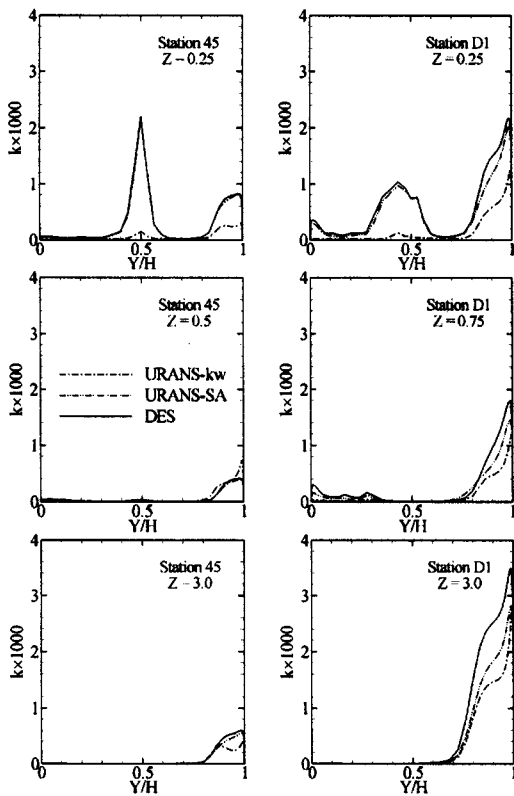 4
3
2
1
0
k×1000
Station 45
Z – 0.25
0
0.5
1
Y/H
4
3
2
1
0
k×1000
Station D1
Z = 0.25
0
0.5
1
Y/H
4
3
2
1
0
k×1000
Station 45
Z = 0.5
URANS-kw
URANS-SA
DES
0
0.5
1
Y/H
4
3
2
1
0
k×1000
Station D1
Z = 0.75
0
0.5
1
Y/H
4
3
2
1
0
k×1000
Station 45
Z – 3.0
0
0.5
1
Y/H
4
3
2
1
0
k×1000
Station D1
Z = 3.0
0
0.5
1
Y/H